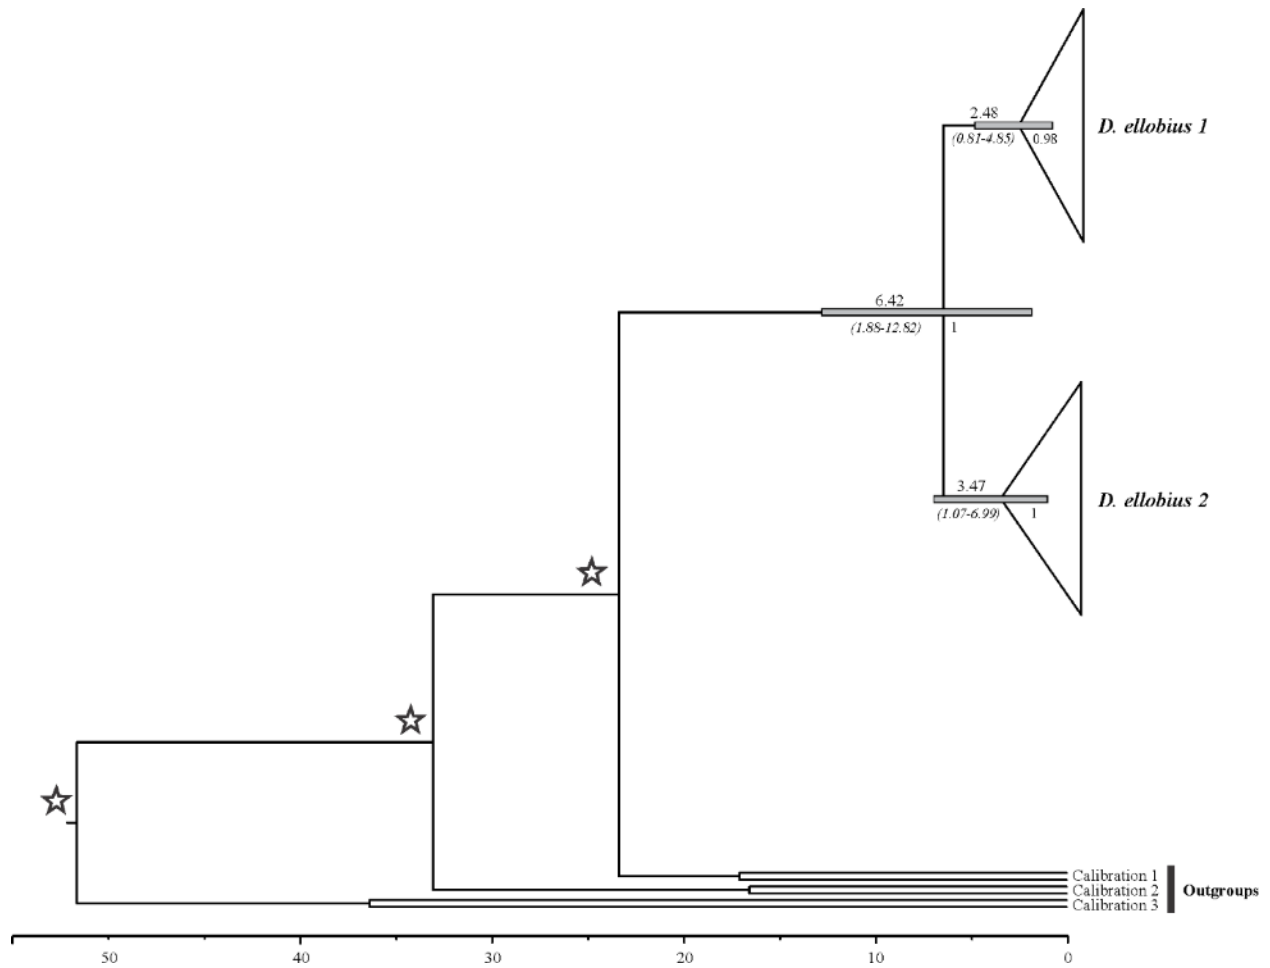 2.48
(0.81-4.85) 0.98
D. ellobius 1
6.42
(1.88-12.82) 1
3.47
(1.07-6.99) 1
D. ellobius 2
Calibration 1
Calibration 2
Calibration 3
Outgroups
50 40 30 20 10 0